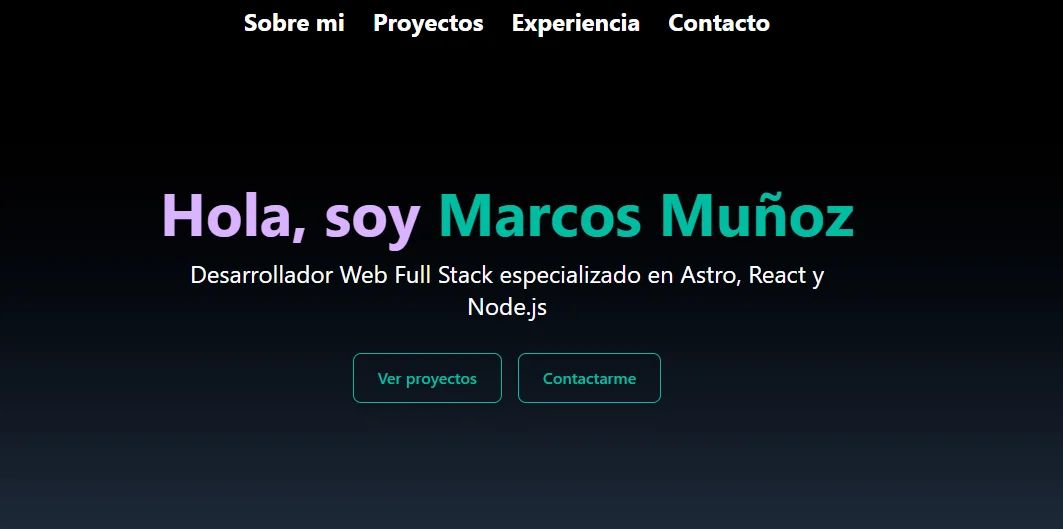 Sobre mi Proyectos Experiencia Contacto
Hola, soy Marcos Muñoz
Desarrollador Web Full Stack especializado en Astro, React y
Node.js
Ver proyectos Contactarme